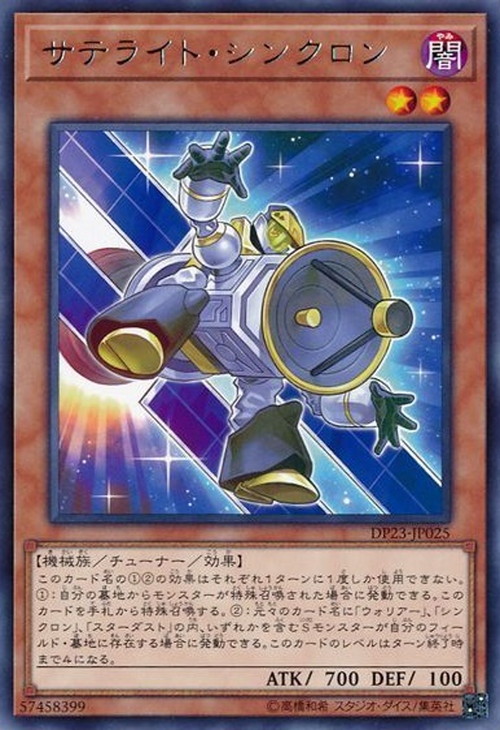 サテライト・シンクロン
闇
DP23-JP025
【機械族／チューナー／効果】
このカード名の①②の効果はそれぞれ１ターンに１度しか使用できない。
①：自分の墓地からモンスターが特殊召喚された場合に発動できる。この
カードを手札から特殊召喚する。②：元々のカード名に「ウォリアー」、「シン
クロン」、「スターダスト」の内、いずれかを含むＳモンスターが自分のフィ
ールド・墓地に存在する場合に発動できる。このカードのレベルはターン終了時
まで４になる。
ATK/ 700 DEF/ 100
57458399
©高橋和希 スタジオ・ダイス/集英社